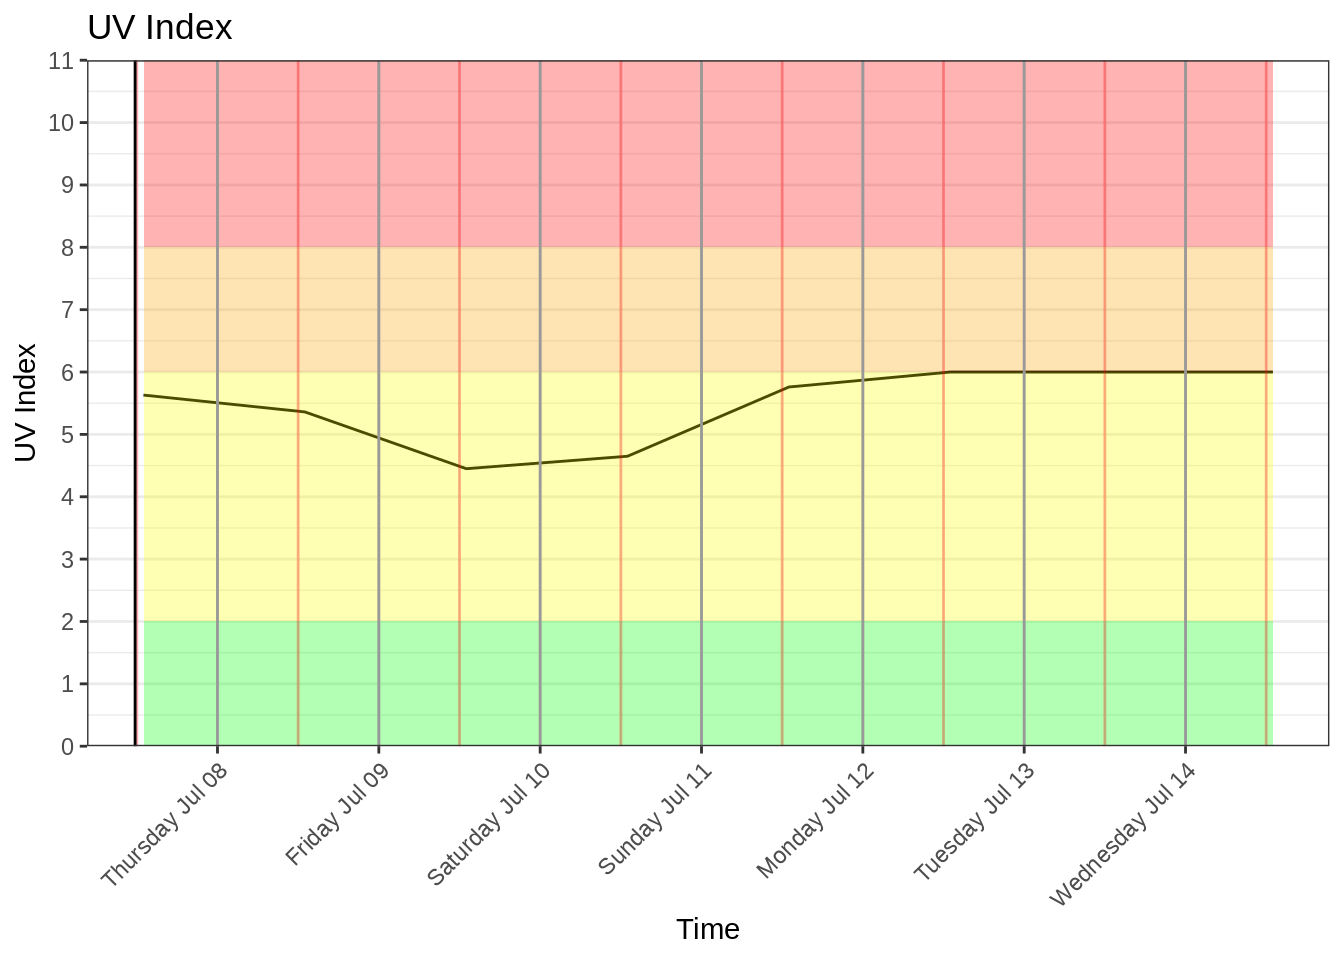 UV Index
11
10
9
8
7
6
5
4
3
2
1
0
UV Index
Thursday Jul 08
Friday Jul 09
Saturday Jul 10
Sunday Jul 11
Monday Jul 12
Tuesday Jul 13
Wednesday Jul 14
Time